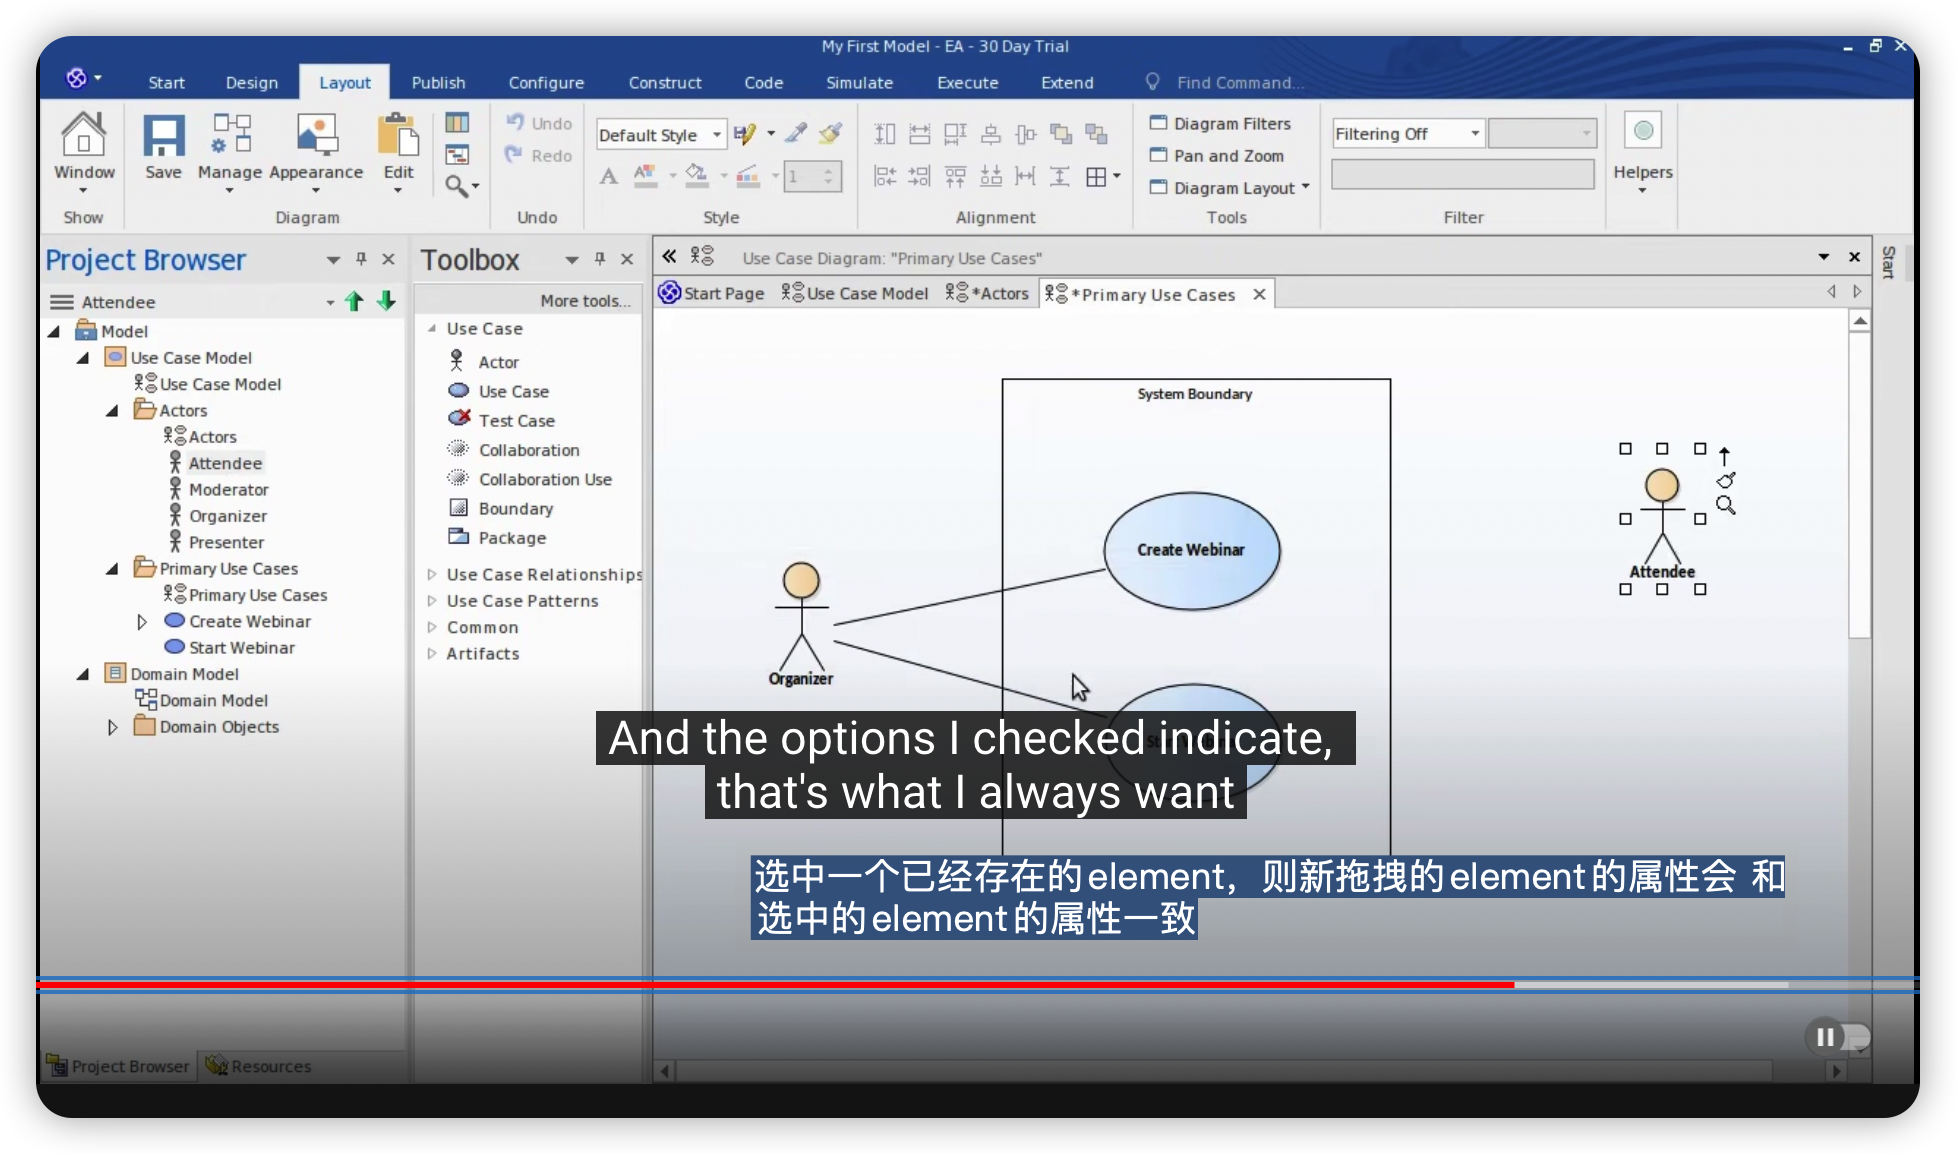 My First Model - EA - 30 Day Trial
Start
Design
Layout
Publish
Configure
Construct
Code
Simulate
Execute
Extend
Find Command...
Window
Save
Manage
Appearance
Edit
Undo
Redo
Default Style
1
Diagram Filters
Pan and Zoom
Diagram Layout
Filtering Off
Helpers
Show
Diagram
Undo
Style
Alignment
Tools
Filter
Project Browser
Attendee
Model
Use Case Model
Use Case Model
Actors
Actors
Attendee
Moderator
Organizer
Presenter
Primary Use Cases
Primary Use Cases
Create Webinar
Start Webinar
Domain Model
Domain Model
Domain Objects
Project Browser
Resources
Toolbox
More tools...
Use Case
Actor
Use Case
Test Case
Collaboration
Collaboration Use
Boundary
Package
Use Case Relationships
Use Case Patterns
Common
Artifacts
Use Case Diagram: "Primary Use Cases"
Start Page
Use Case Model
*Actors
*Primary Use Cases
Start
System Boundary
Create Webinar
Organizer
Attendee
And the options I checked indicate,
that's what I always want
选中一个已经存在的element，则新拖拽的element的属性会 和
选中的element的属性一致